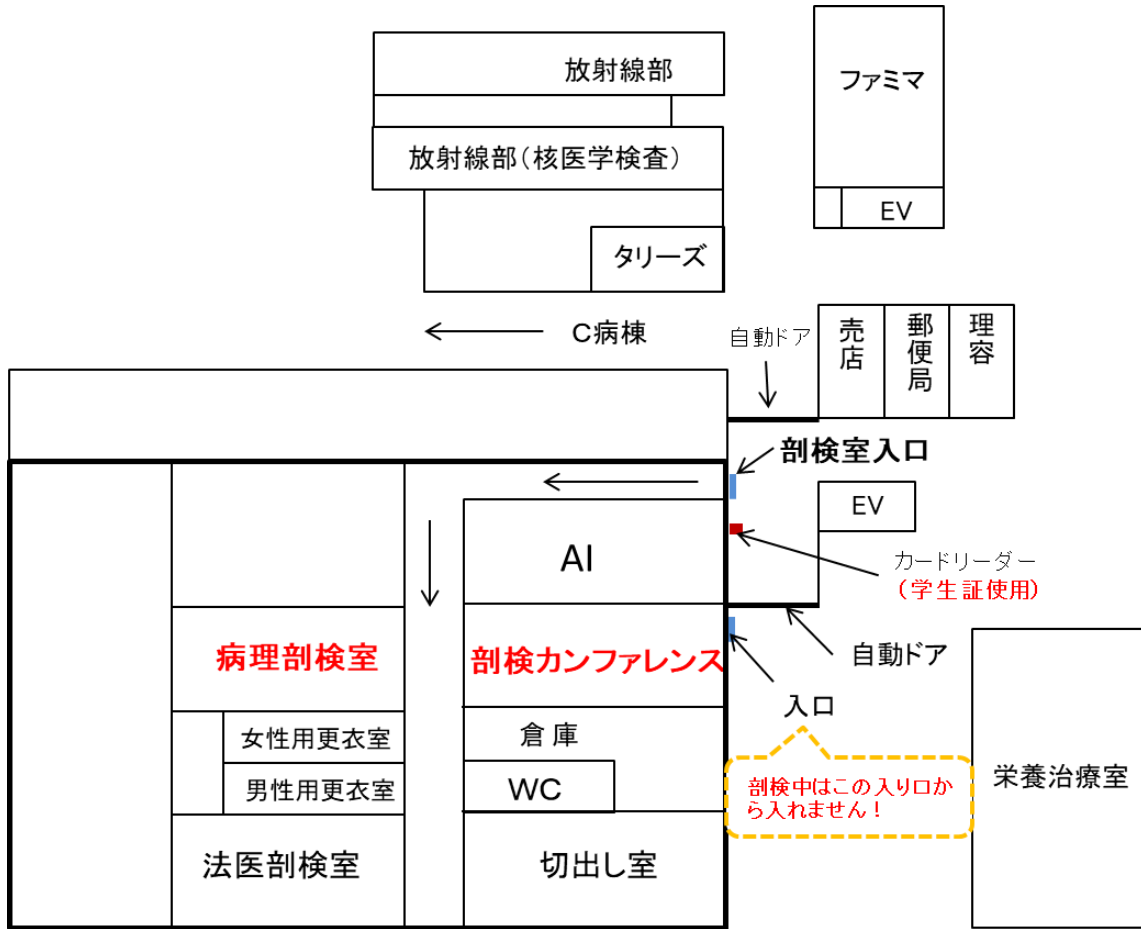 放射線部
ファミマ
放射線部(核医学検査)
EV
タリーズ
← C病棟
自動ドア
売店
郵便局
理容
剖検室入口
EV
AI
カードリーダー
(学生証使用)
病理剖検室
剖検カンファレンス
自動ドア
入口
女性用更衣室
倉庫
男性用更衣室
WC
剖検中はこの入り口か
ら入れません!
栄養治療室
法医剖検室
切出し室